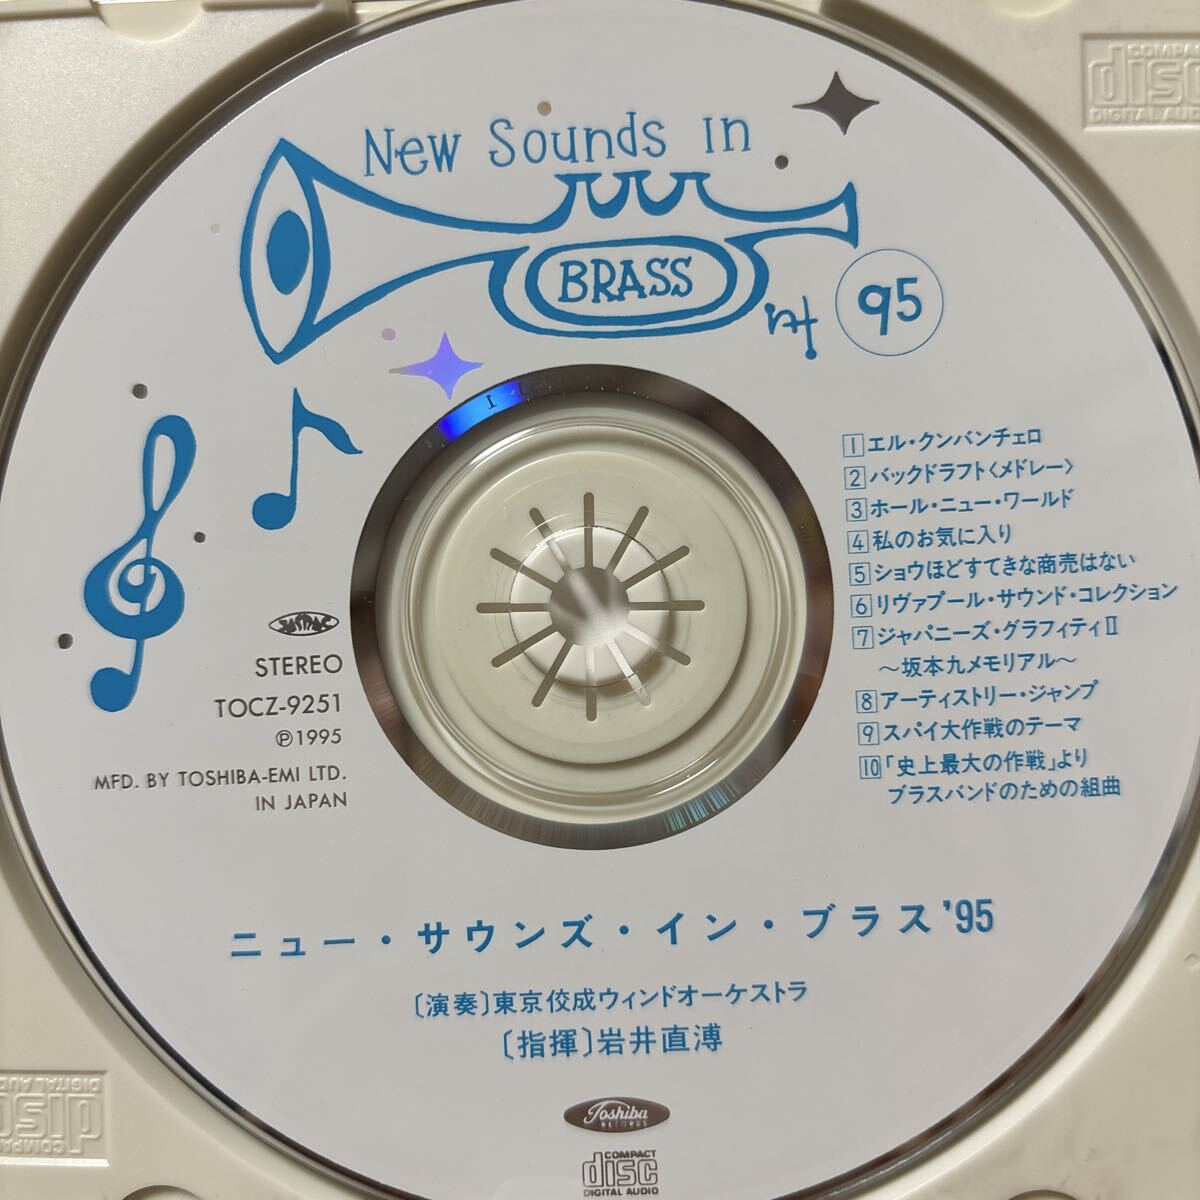 New Sounds in
BRASS
95
1 エル・クンバンチェロ
2 バックドラフト〈メドレー〉
3 ホール・ニュー・ワールド
4 私のお気に入り
5 ショウほどすてきな商売はない
6 リヴァプール・サウンド・コレクション
7 ジャパニーズ・グラフィティⅡ
～坂本九メモリアル～
8 アーティストリー・ジャンプ
9 スパイ大作戦のテーマ
10 「史上最大の作戦」より
ブラスバンドのための組曲
JASRAC
STEREO
TOCZ-9251
℗1995
MFD. BY TOSHIBA-EMI LTD.
IN JAPAN
ニュー・サウンズ・イン・ブラス'95
〔演奏〕東京佼成ウィンドオーケストラ
〔指揮〕岩井直溥
Toshiba
RECORDS
COMPACT
disc
DIGITAL AUDIO
COMPACT
disc
DIGITAL AUDIO